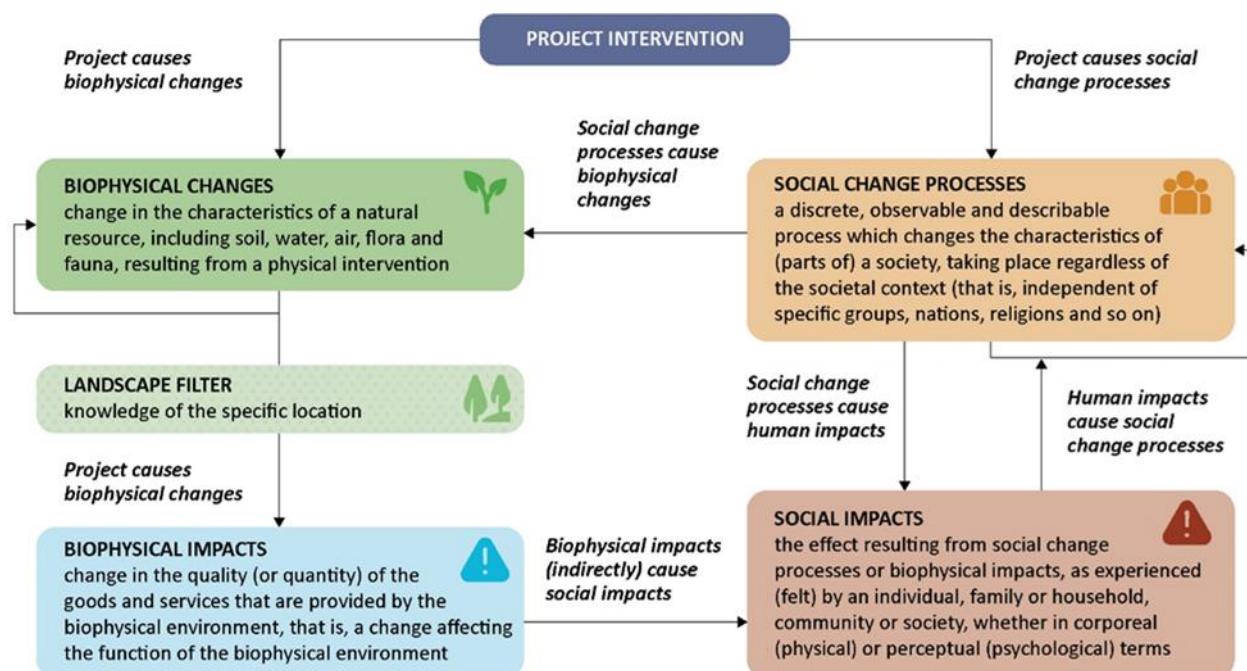 PROJECT INTERVENTION
Project causes
biophysical changes
Project causes social
change processes
Social change
processes cause
biophysical
changes
BIOPHYSICAL CHANGES
change in the characteristics of a natural
resource, including soil, water, air, flora and
fauna, resulting from a physical intervention
SOCIAL CHANGE PROCESSES
a discrete, observable and describable
process which changes the characteristics of
(parts of) a society, taking place regardless of
the societal context (that is, independent of
specific groups, nations, religions and so on)
LANDSCAPE FILTER
knowledge of the specific location
Social change
processes cause
human impacts
Human impacts
cause social
change processes
Project causes
biophysical changes
BIOPHYSICAL IMPACTS
change in the quality (or quantity) of the
goods and services that are provided by the
biophysical environment, that is, a change affecting
the function of the biophysical environment
Biophysical impacts
(indirectly) cause
social impacts
SOCIAL IMPACTS
the effect resulting from social change
processes or biophysical impacts, as experienced
(felt) by an individual, family or household,
community or society, whether in corporeal
(physical) or perceptual (psychological) terms